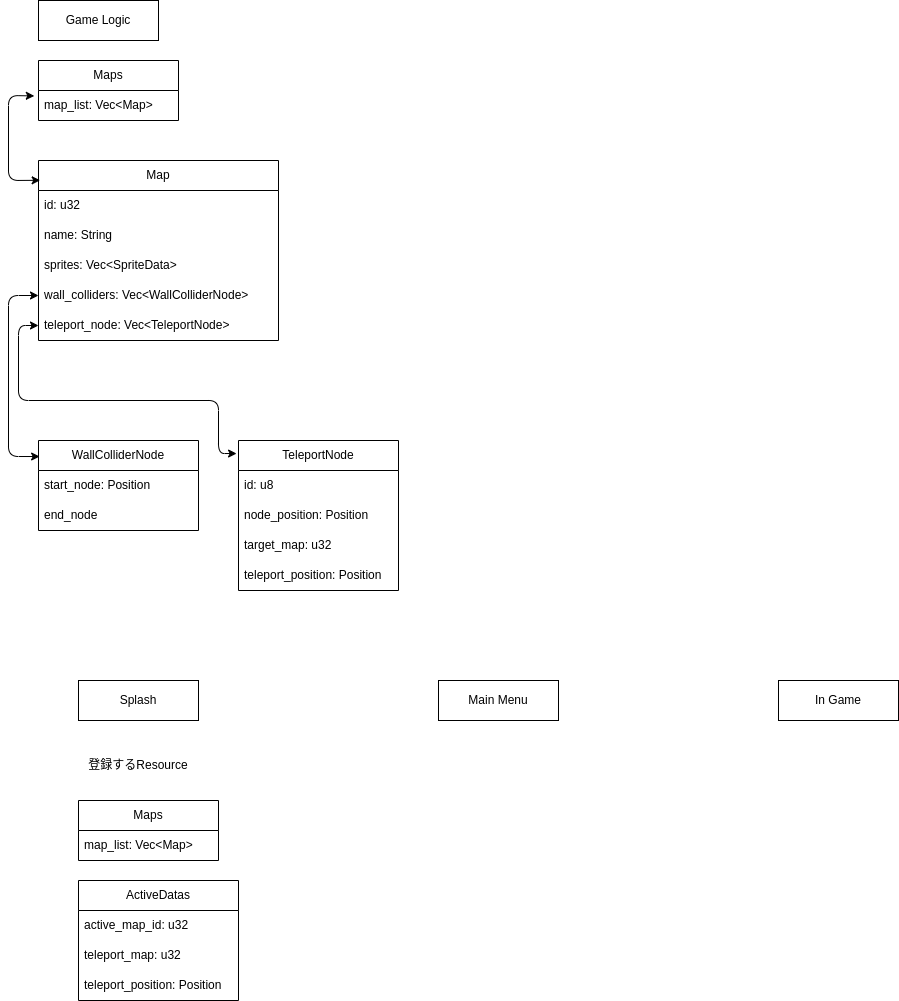 Game Logic
Maps
map_list: Vec<Map>
Map
id: u32
name: String
sprites: Vec<SpriteData>
wall_colliders: Vec<WallColliderNode>
teleport_node: Vec<TeleportNode>
WallColliderNode
start_node: Position
end_node
TeleportNode
id: u8
node_position: Position
target_map: u32
teleport_position: Position
Splash
Main Menu
In Game
登録するResource
Maps
map_list: Vec<Map>
ActiveDatas
active_map_id: u32
teleport_map: u32
teleport_position: Position